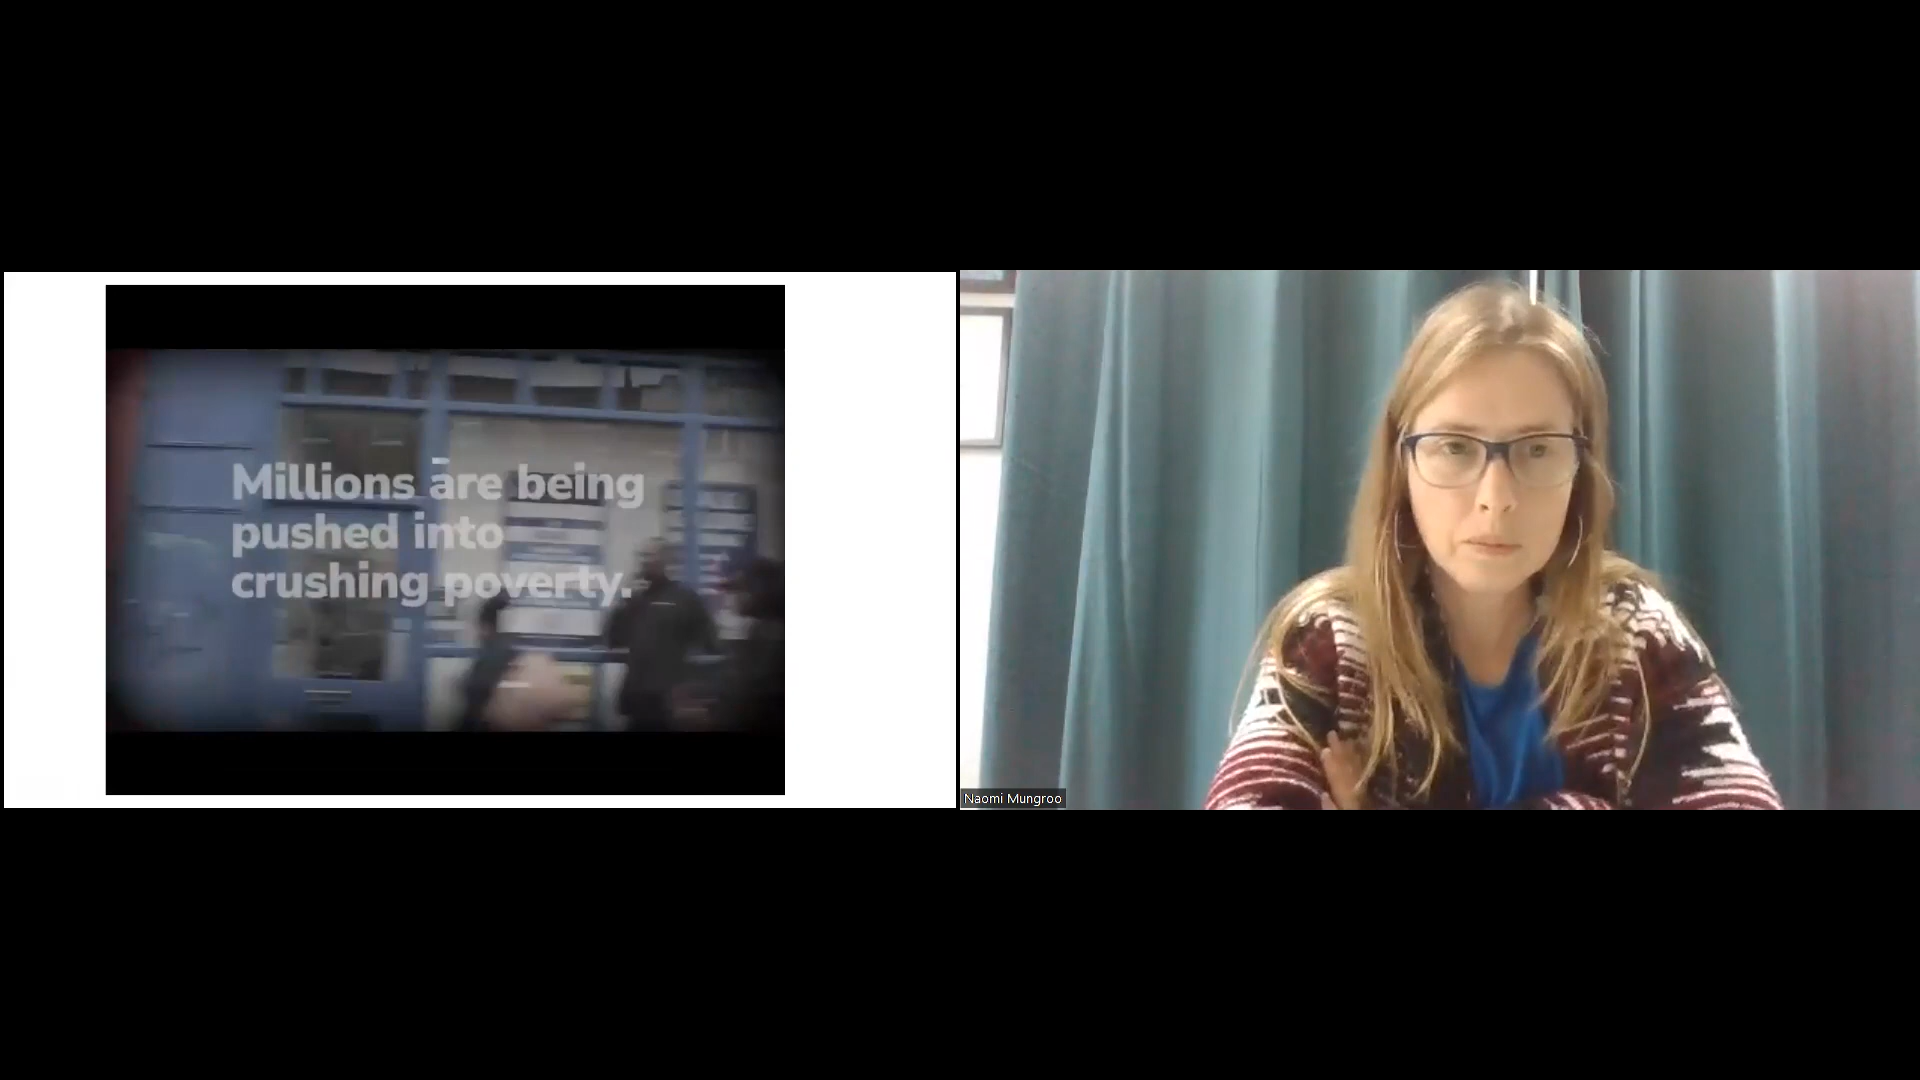 Millions are being
pushed into
crushing poverty.
Naomi Mungroo